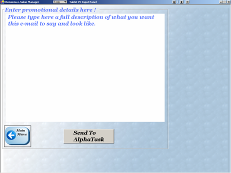 Enter promotional details here !
Please type here a full description of what you want
this e-mail to say and look like.
Main
Menu
Send To
AlphaTask